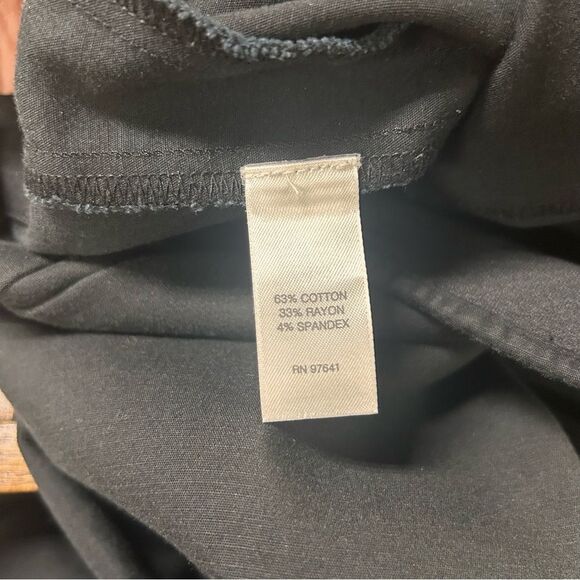 63% COTTON
33% RAYON
4% SPANDEX
RN 97641